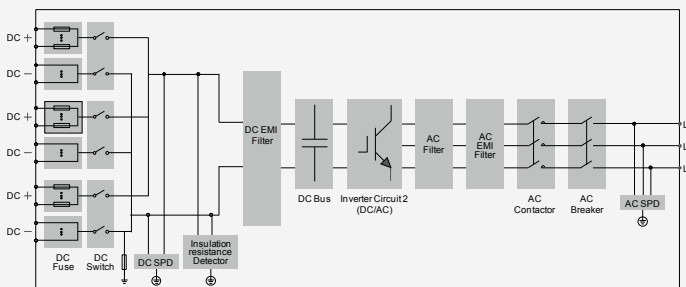 DC +
DC −
DC +
DC −
DC +
DC −
DC
Fuse
DC
Switch
DC SPD
Insulation
resistance
Detector
DC EMI
Filter
DC Bus
Inverter Circuit 2
(DC/AC)
AC
Filter
AC
EMI
Filter
AC
Contactor
AC
Breaker
AC SPD
L
L
L